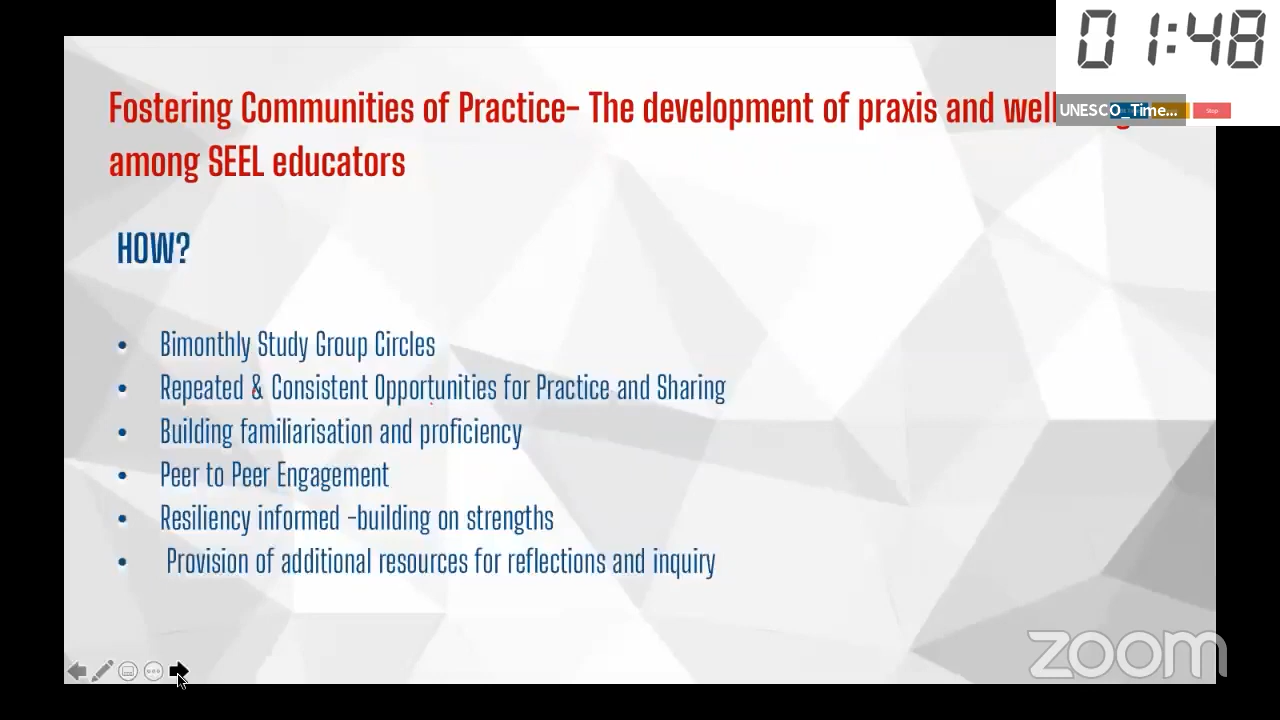 01:48
UNESCO_Time...
Stop
Fostering Communities of Practice- The development of praxis and well
among SEEL educators
HOW?
• Bimonthly Study Group Circles
• Repeated & Consistent Opportunities for Practice and Sharing
• Building familiarisation and proficiency
• Peer to Peer Engagement
• Resiliency informed -building on strengths
• Provision of additional resources for reflections and inquiry
zoom